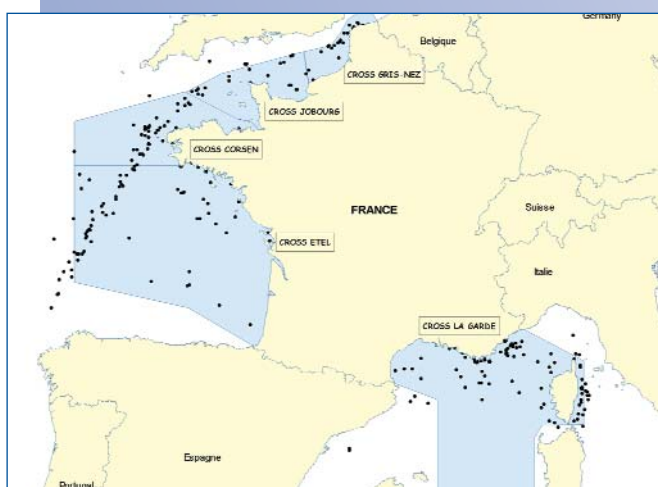 Germany
Belgique
CROSS GRIS-NEZ
CROSS JOBOURG
CROSS CORSEN
FRANCE
Suisse
CROSS ETEL
Italie
CROSS LA GARDE
Espagne
Portugal